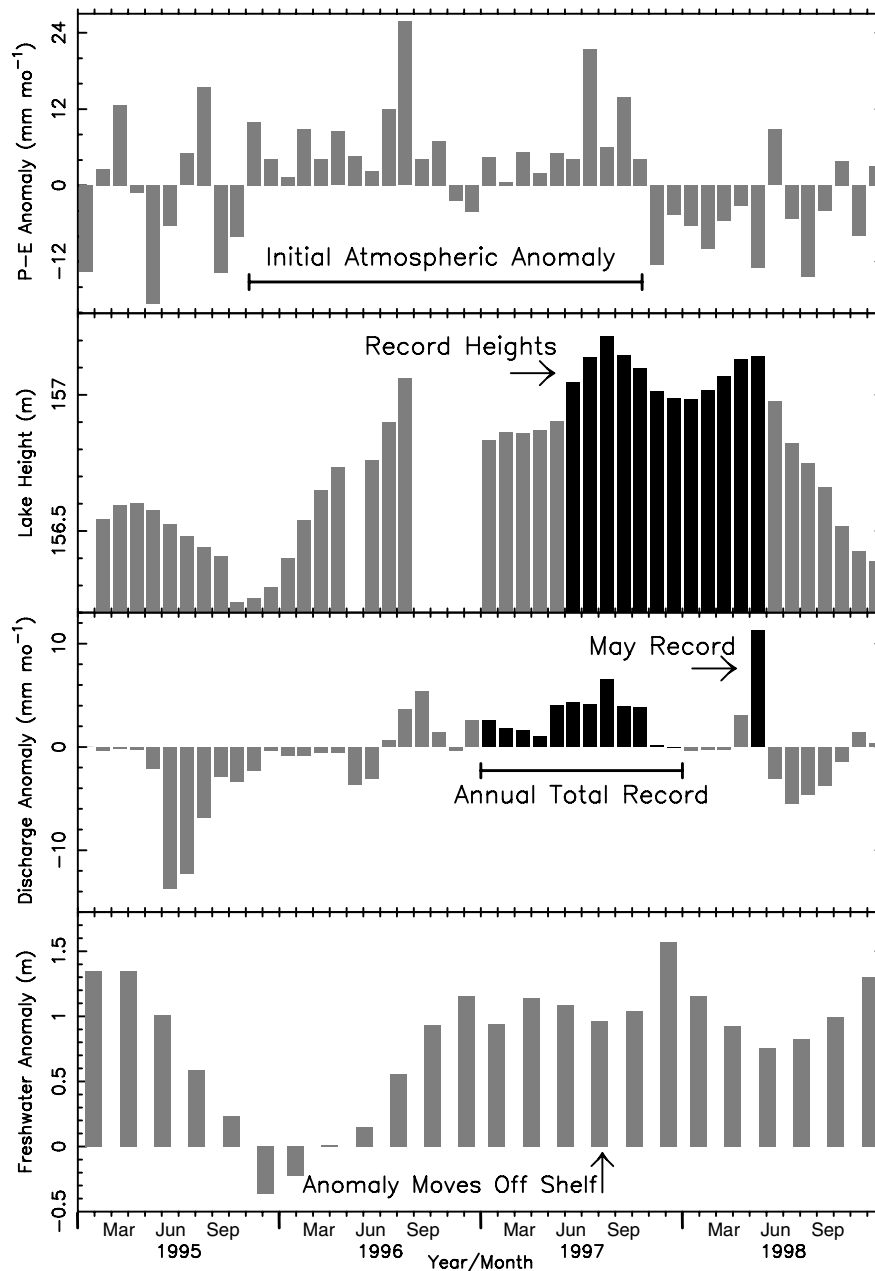 P−E Anomaly (mm mo⁻¹)
24
12
0
−12
Initial Atmospheric Anomaly
Lake Height (m)
157
156.5
Record Heights
Discharge Anomaly (mm mo⁻¹)
10
0
−10
May Record
Annual Total Record
Freshwater Anomaly (m)
1.5
1
0.5
0
−0.5
Anomaly Moves Off Shelf
Mar Jun Sep Mar Jun Sep Mar Jun Sep Mar Jun Sep
1995 1996 1997 1998
Year/Month